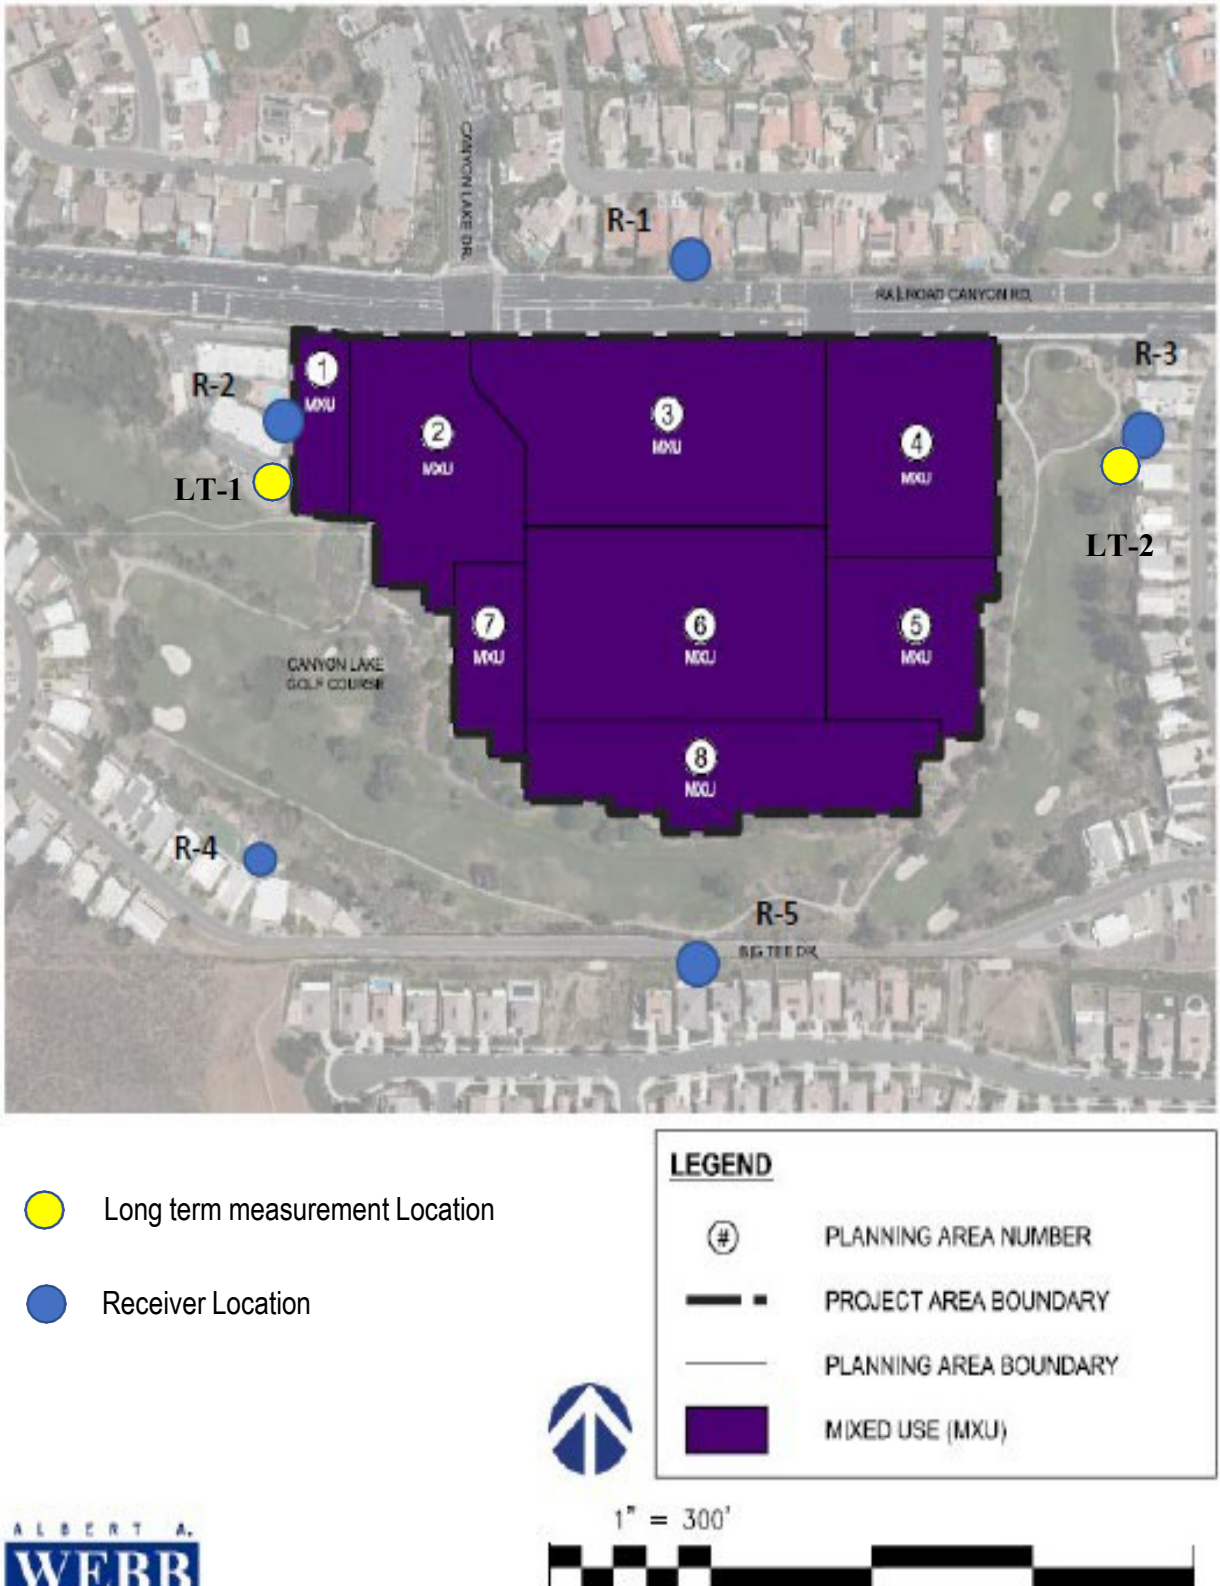 CANYON LAKE DR.
R-1
RAILROAD CANYON RD.
R-3
R-2
1
MXU
2
MXU
3
MXU
4
MXU
LT-1
LT-2
7
MXU
6
MXU
5
MXU
CANYON LAKE
GOLF COURSE
8
MXU
R-4
R-5
BIG TEE DR.
Long term measurement Location
Receiver Location
LEGEND
# PLANNING AREA NUMBER
PROJECT AREA BOUNDARY
PLANNING AREA BOUNDARY
MIXED USE (MXU)
1" = 300'
ALBERT A.
WEBB